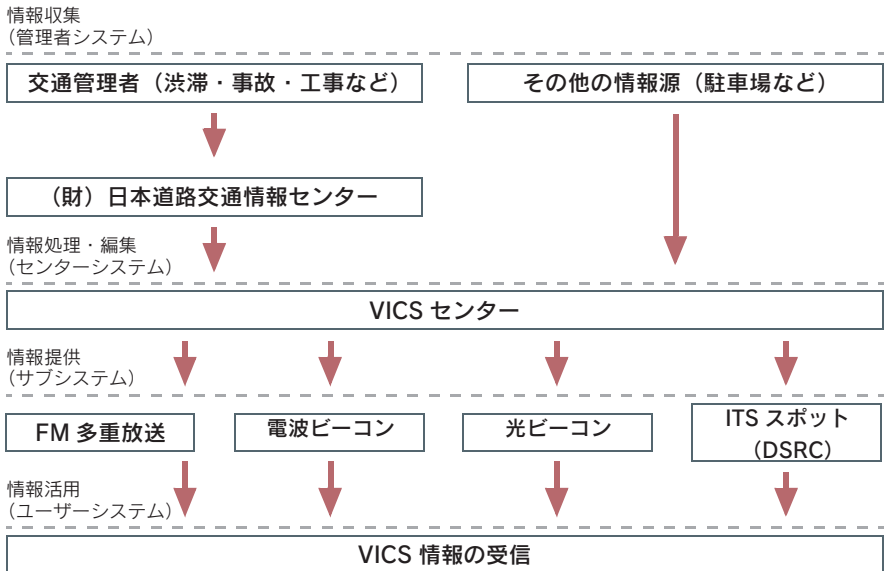 情報収集
（管理者システム）
交通管理者（渋滞・事故・工事など）
その他の情報源（駐車場など）
（財）日本道路交通情報センター
情報処理・編集
（センターシステム）
VICS センター
情報提供
（サブシステム）
FM 多重放送
電波ビーコン
光ビーコン
ITS スポット
（DSRC）
情報活用
（ユーザーシステム）
VICS 情報の受信